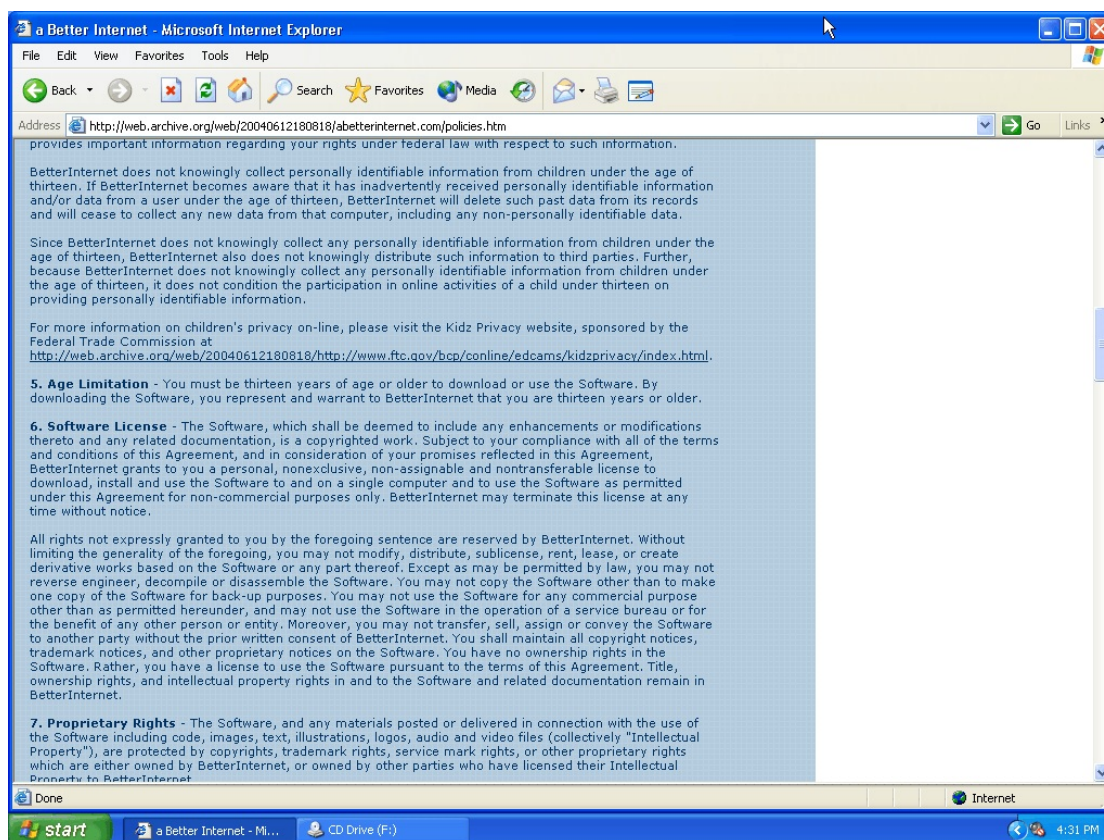 a Better Internet - Microsoft Internet Explorer
File Edit View Favorites Tools Help
Back Search Favorites Media
Address http://web.archive.org/web/20040612180818/abetterinternet.com/policies.htm Go Links
provides important information regarding your rights under federal law with respect to such information.
BetterInternet does not knowingly collect personally identifiable information from children under the age of
thirteen. If BetterInternet becomes aware that it has inadvertently received personally identifiable information
and/or data from a user under the age of thirteen, BetterInternet will delete such past data from its records
and will cease to collect any new data from that computer, including any non-personally identifiable data.
Since BetterInternet does not knowingly collect any personally identifiable information from children under the
age of thirteen, BetterInternet also does not knowingly distribute such information to third parties. Further,
because BetterInternet does not knowingly collect any personally identifiable information from children under
the age of thirteen, it does not condition the participation in online activities of a child under thirteen on
providing personally identifiable information.
For more information on children's privacy on-line, please visit the Kidz Privacy website, sponsored by the
Federal Trade Commission at
http://web.archive.org/web/20040612180818/http://www.ftc.gov/bcp/conline/edcams/kidzprivacy/index.html.
5. Age Limitation - You must be thirteen years of age or older to download or use the Software. By
downloading the Software, you represent and warrant to BetterInternet that you are thirteen years or older.
6. Software License - The Software, which shall be deemed to include any enhancements or modifications
thereto and any related documentation, is a copyrighted work. Subject to your compliance with all of the terms
and conditions of this Agreement, and in consideration of your promises reflected in this Agreement,
BetterInternet grants to you a personal, nonexclusive, non-assignable and nontransferable license to
download, install and use the Software to and on a single computer and to use the Software as permitted
under this Agreement for non-commercial purposes only. BetterInternet may terminate this license at any
time without notice.
All rights not expressly granted to you by the foregoing sentence are reserved by BetterInternet. Without
limiting the generality of the foregoing, you may not modify, distribute, sublicense, rent, lease, or create
derivative works based on the Software or any part thereof. Except as may be permitted by law, you may not
reverse engineer, decompile or disassemble the Software. You may not copy the Software other than to make
one copy of the Software for back-up purposes. You may not use the Software for any commercial purpose
other than as permitted hereunder, and may not use the Software in the operation of a service bureau or for
the benefit of any other person or entity. Moreover, you may not transfer, sell, assign or convey the Software
to another party without the prior written consent of BetterInternet. You shall maintain all copyright notices,
trademark notices, and other proprietary notices on the Software. You have no ownership rights in the
Software. Rather, you have a license to use the Software pursuant to the terms of this Agreement. Title,
ownership rights, and intellectual property rights in and to the Software and related documentation remain in
BetterInternet.
7. Proprietary Rights - The Software, and any materials posted or delivered in connection with the use of
the Software including code, images, text, illustrations, logos, audio and video files (collectively "Intellectual
Property"), are protected by copyrights, trademark rights, service mark rights, or other proprietary rights
which are either owned by BetterInternet, or owned by other parties who have licensed their Intellectual
Property to BetterInternet
Done Internet
start a Better Internet - Mi... CD Drive (F:) 4:31 PM